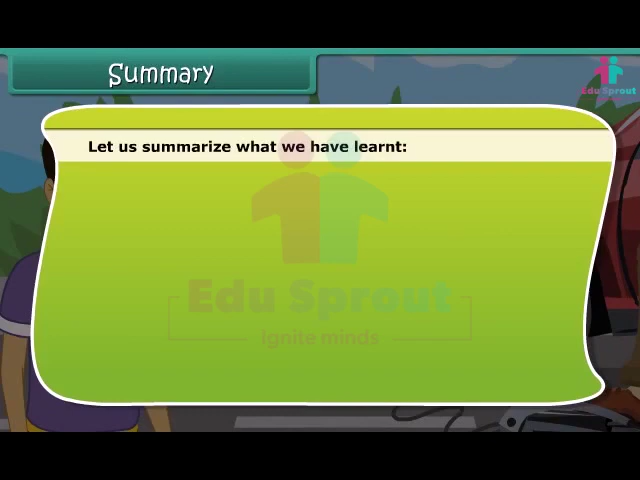 Summary
Edu Sprout
Let us summarize what we have learnt:
Edu Sprout
Ignite minds